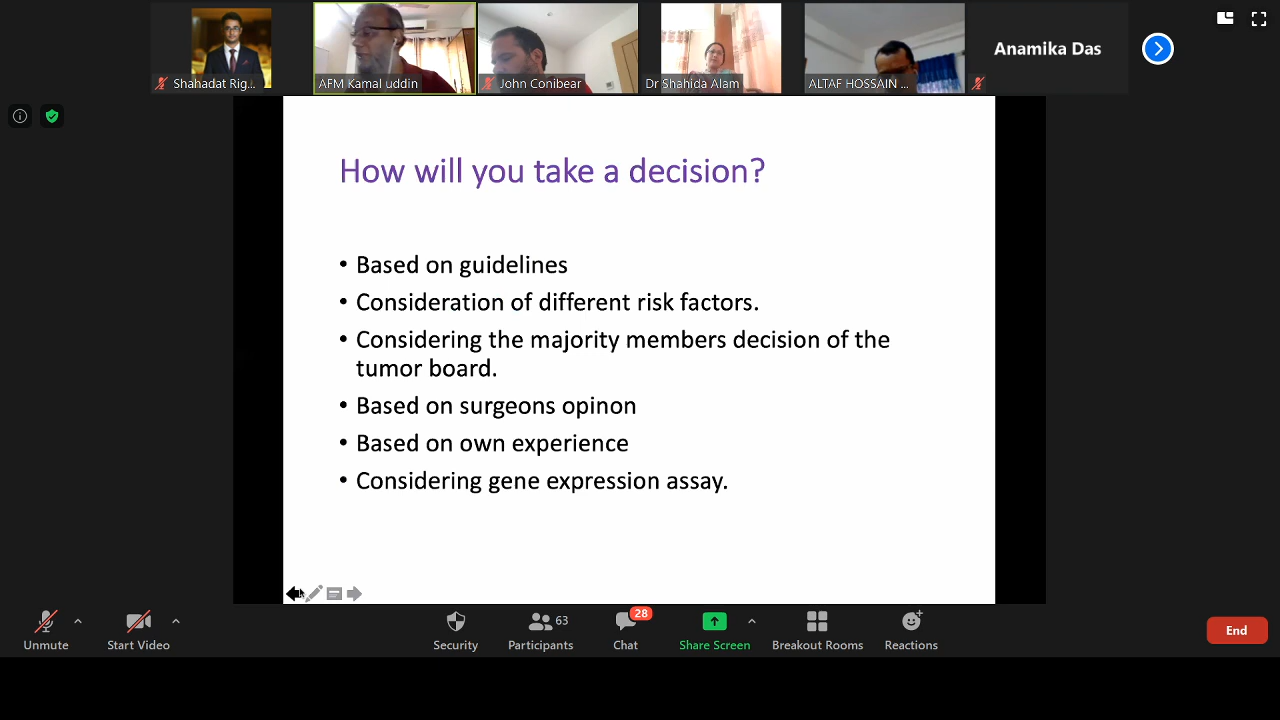 Shahadat Rig...
AFM Kamal uddin
John Conibear
Dr Shahida Alam
ALTAF HOSSAIN ...
Anamika Das
How will you take a decision?
• Based on guidelines
• Consideration of different risk factors.
• Considering the majority members decision of the
tumor board.
• Based on surgeons opinon
• Based on own experience
• Considering gene expression assay.
Unmute
Start Video
Security
63
Participants
28
Chat
Share Screen
Breakout Rooms
Reactions
End